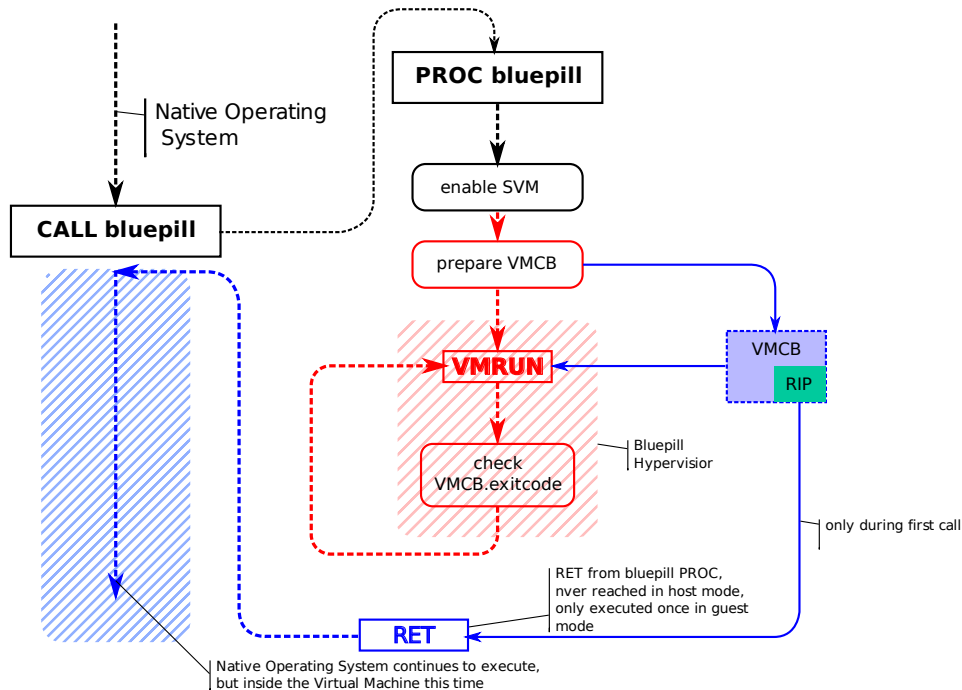 PROC bluepill
Native Operating
System
enable SVM
CALL bluepill
prepare VMCB
VMCB
VMRUN
RIP
Bluepill
Hypervisior
check
VMCB.exitcode
only during first call
RET from bluepill PROC,
nver reached in host mode,
only executed once in guest
mode
RET
Native Operating System continues to execute,
but inside the Virtual Machine this time